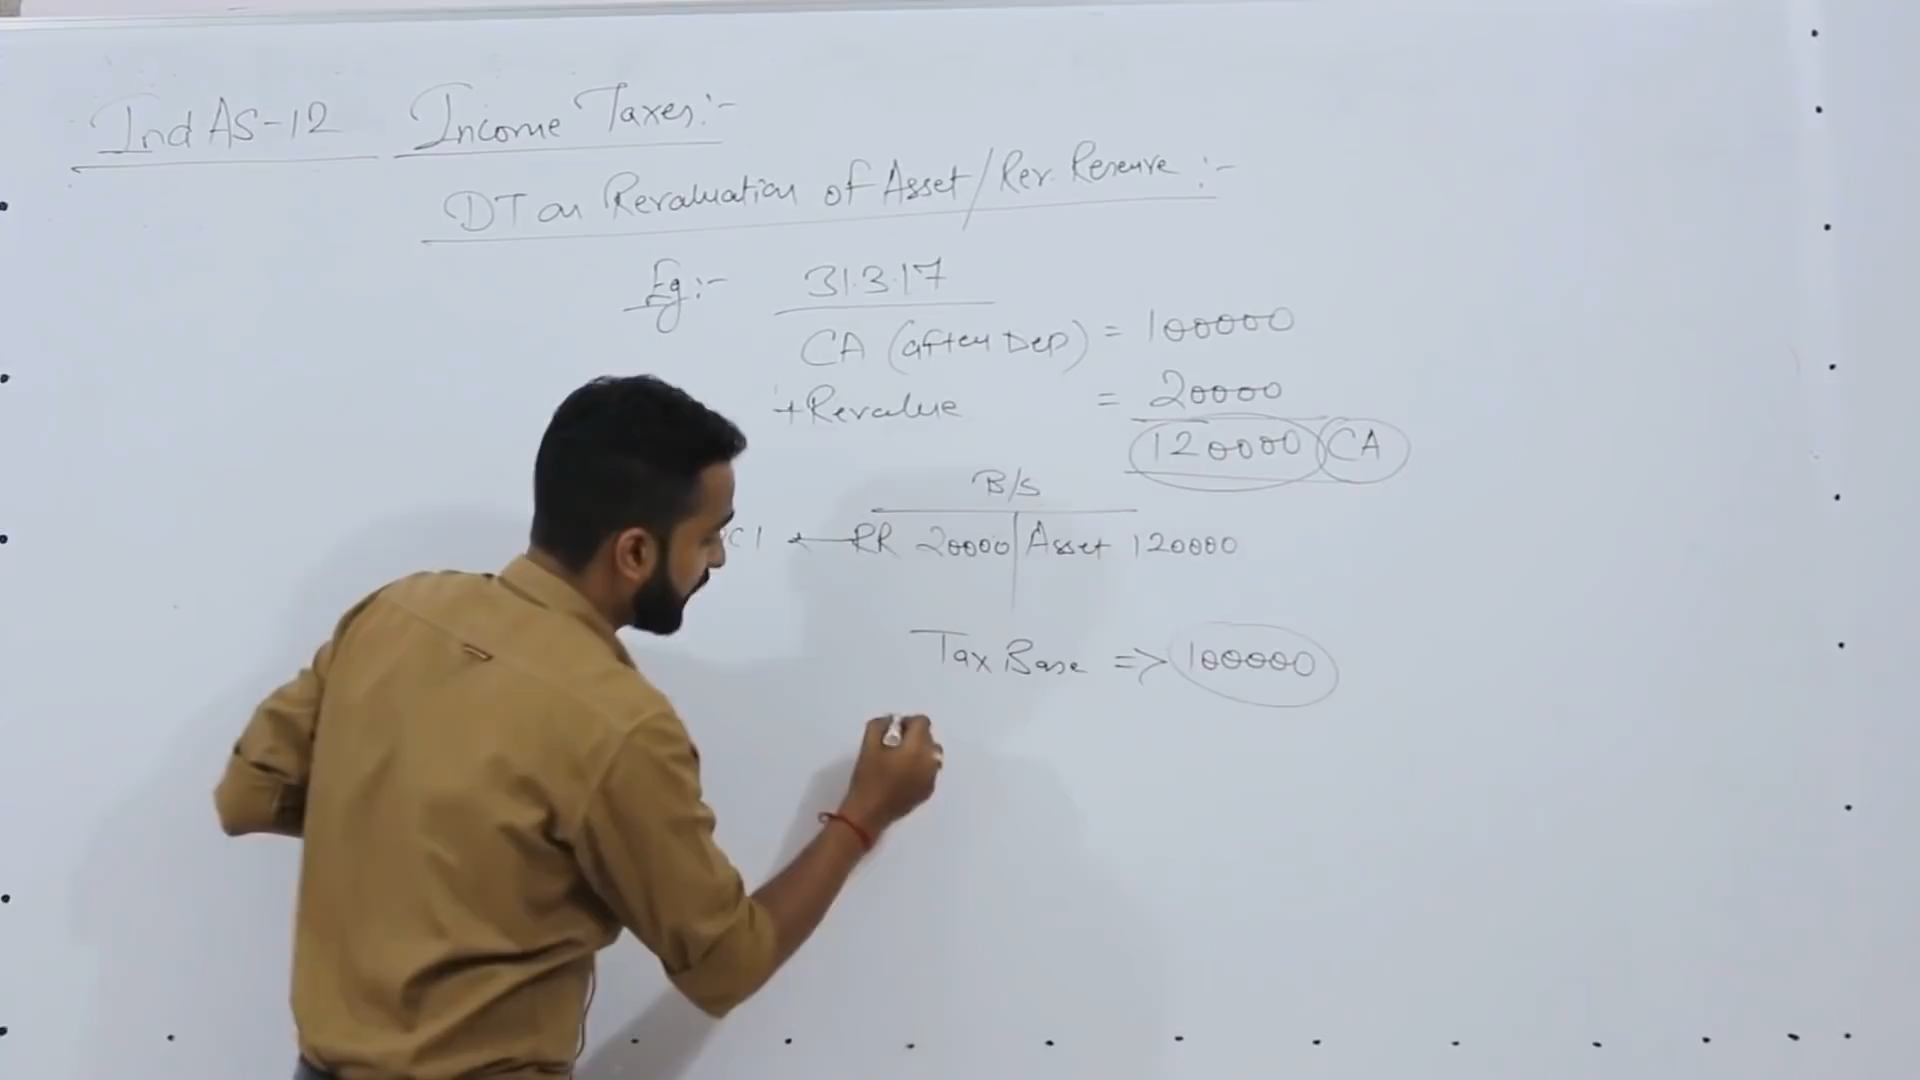 Ind AS-12 Income Taxes:-
DT on Revaluation of Asset/Rev. Reserve :-
Eg:- 31.3.17
CA (after Dep) = 100000
+Revalue = 20000
120000 CA
B/S
CI ← RR 20000 | Asset 120000
Tax Base => 100000